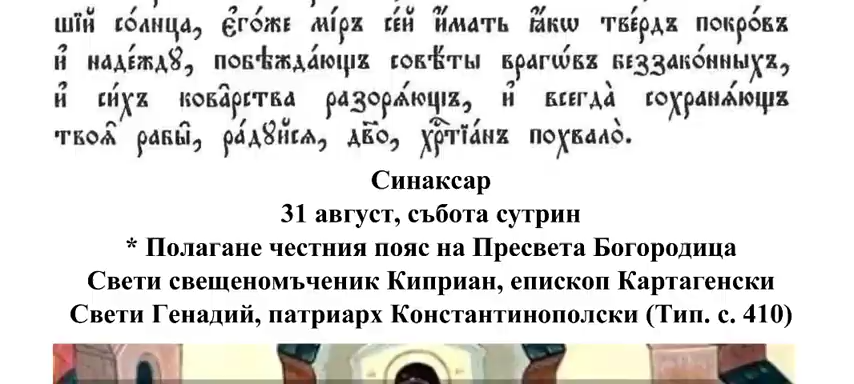 шїй со́лнца, є҆го́же мі́ръ се́й и҆́мать ꙗ҆́кѡ тве́рдъ покро́въ
и҆ наде́ждꙋ, побѣжда́ющъ совѣ́ты врагѡ́въ беззако́нныхъ,
и҆ си́хъ кова̑рства разорѧ́ющъ, и҆ всегда̀ сохранѧ́ющъ
твоѧ̑ рабы̑, ра́дꙋйсѧ, дв҃о, хрⷭ҇тїа́нъ похвало̀.
Синаксар
31 август, събота сутрин
* Полагане честния пояс на Пресвета Богородица
Свети свещеномъченик Киприан, епископ Картагенски
Свети Генадий, патриарх Константинополски (Тип. с. 410)